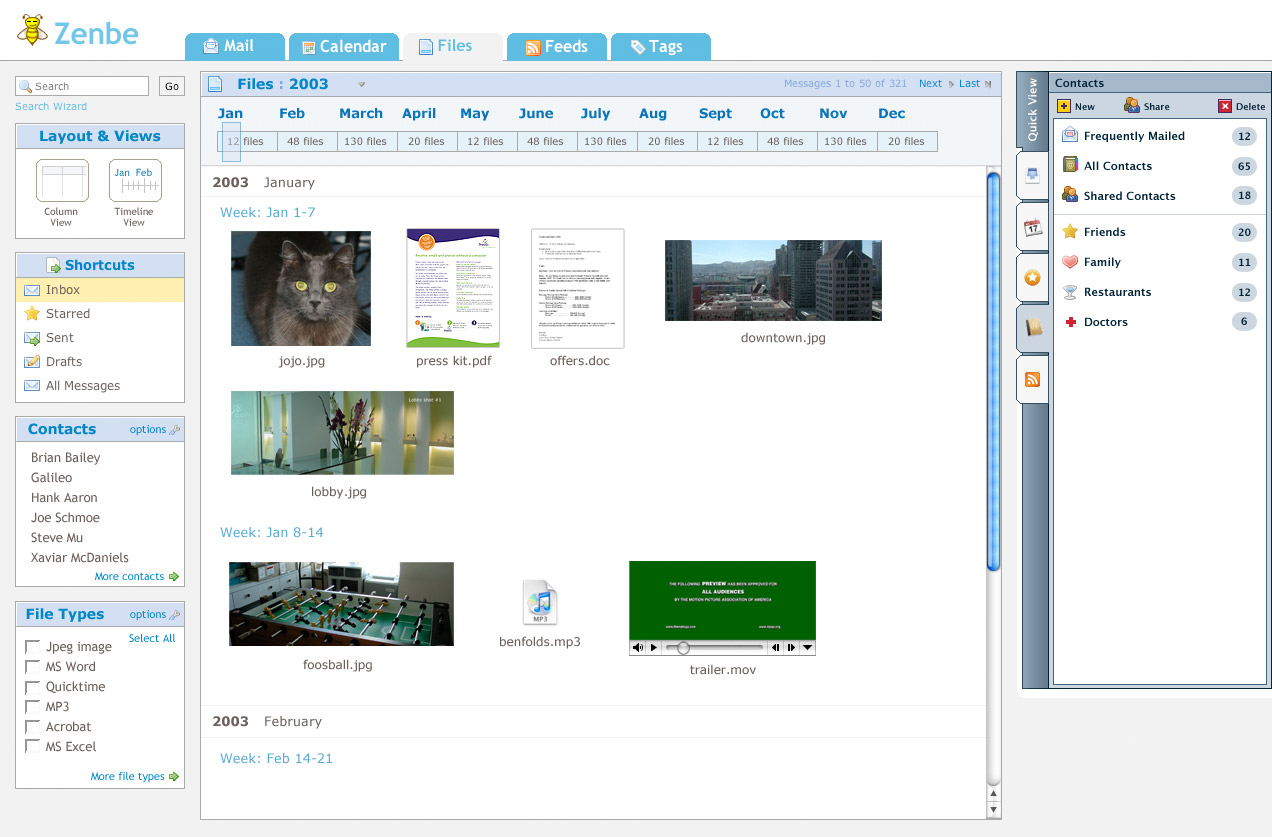 Zenbe
Mail
Calendar
Files
Feeds
Tags
Search
Go
Search Wizard
Layout & Views
Jan Feb
Column View
Timeline View
Shortcuts
Inbox
Starred
Sent
Drafts
All Messages
Contacts
options
Brian Bailey
Galileo
Hank Aaron
Joe Schmoe
Steve Mu
Xaviar McDaniels
More contacts
File Types
options
Select All
Jpeg image
MS Word
Quicktime
MP3
Acrobat
MS Excel
More file types
Files : 2003
Messages 1 to 50 of 321
Next
Last
Jan Feb March April May June July Aug Sept Oct Nov Dec
12 files 48 files 130 files 20 files 12 files 48 files 130 files 20 files 12 files 48 files 130 files 20 files
2003 January
Week: Jan 1-7
Receive email and photos without a computer
jojo.jpg
press kit.pdf
offers.doc
downtown.jpg
Lobby shot #1
lobby.jpg
Week: Jan 8-14
foosball.jpg
MP3
benfolds.mp3
THE FOLLOWING PREVIEW HAS BEEN APPROVED FOR
ALL AUDIENCES
BY THE MOTION PICTURE ASSOCIATION OF AMERICA
trailer.mov
2003 February
Week: Feb 14-21
Quick View
17
Contacts
New
Share
Delete
Frequently Mailed 12
All Contacts 65
Shared Contacts 18
Friends 20
Family 11
Restaurants 12
Doctors 6